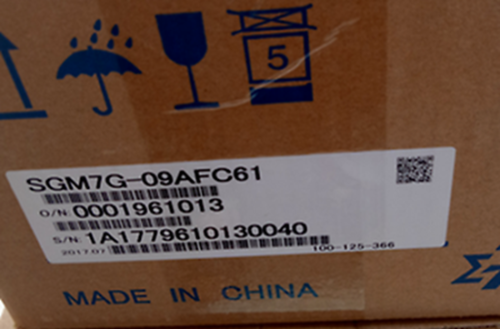 5
SGM7G-09AFC61
O/N: 0001961013
S/N: 1A1779610130040
2017.07
100-125-366
MADE IN CHINA